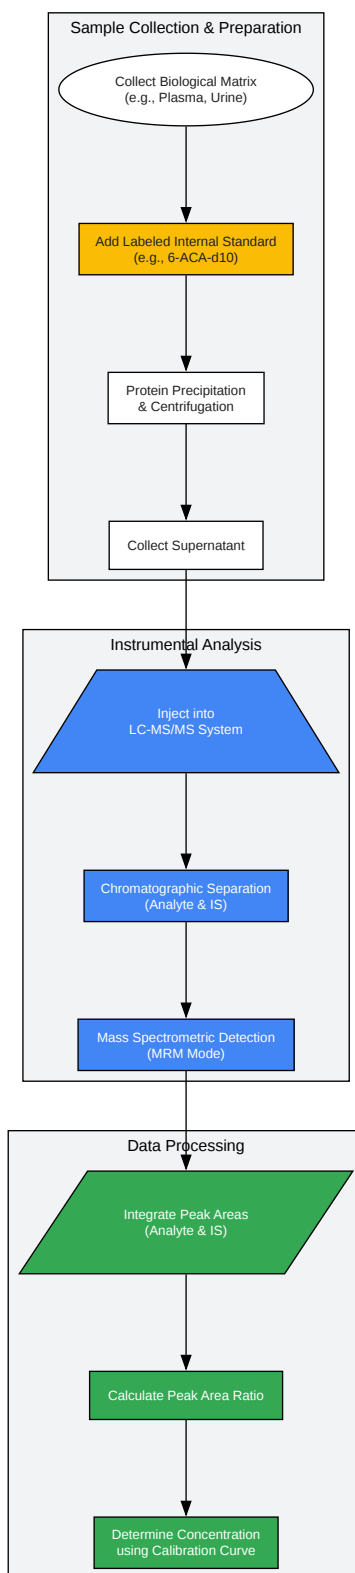 Sample Collection & Preparation
Collect Biological Matrix
(e.g., Plasma, Urine)
Add Labeled Internal Standard
(e.g., 6-ACA-d10)
Protein Precipitation
& Centrifugation
Collect Supernatant
Instrumental Analysis
Inject into
LC-MS/MS System
Chromatographic Separation
(Analyte & IS)
Mass Spectrometric Detection
(MRM Mode)
Data Processing
Integrate Peak Areas
(Analyte & IS)
Calculate Peak Area Ratio
Determine Concentration
using Calibration Curve